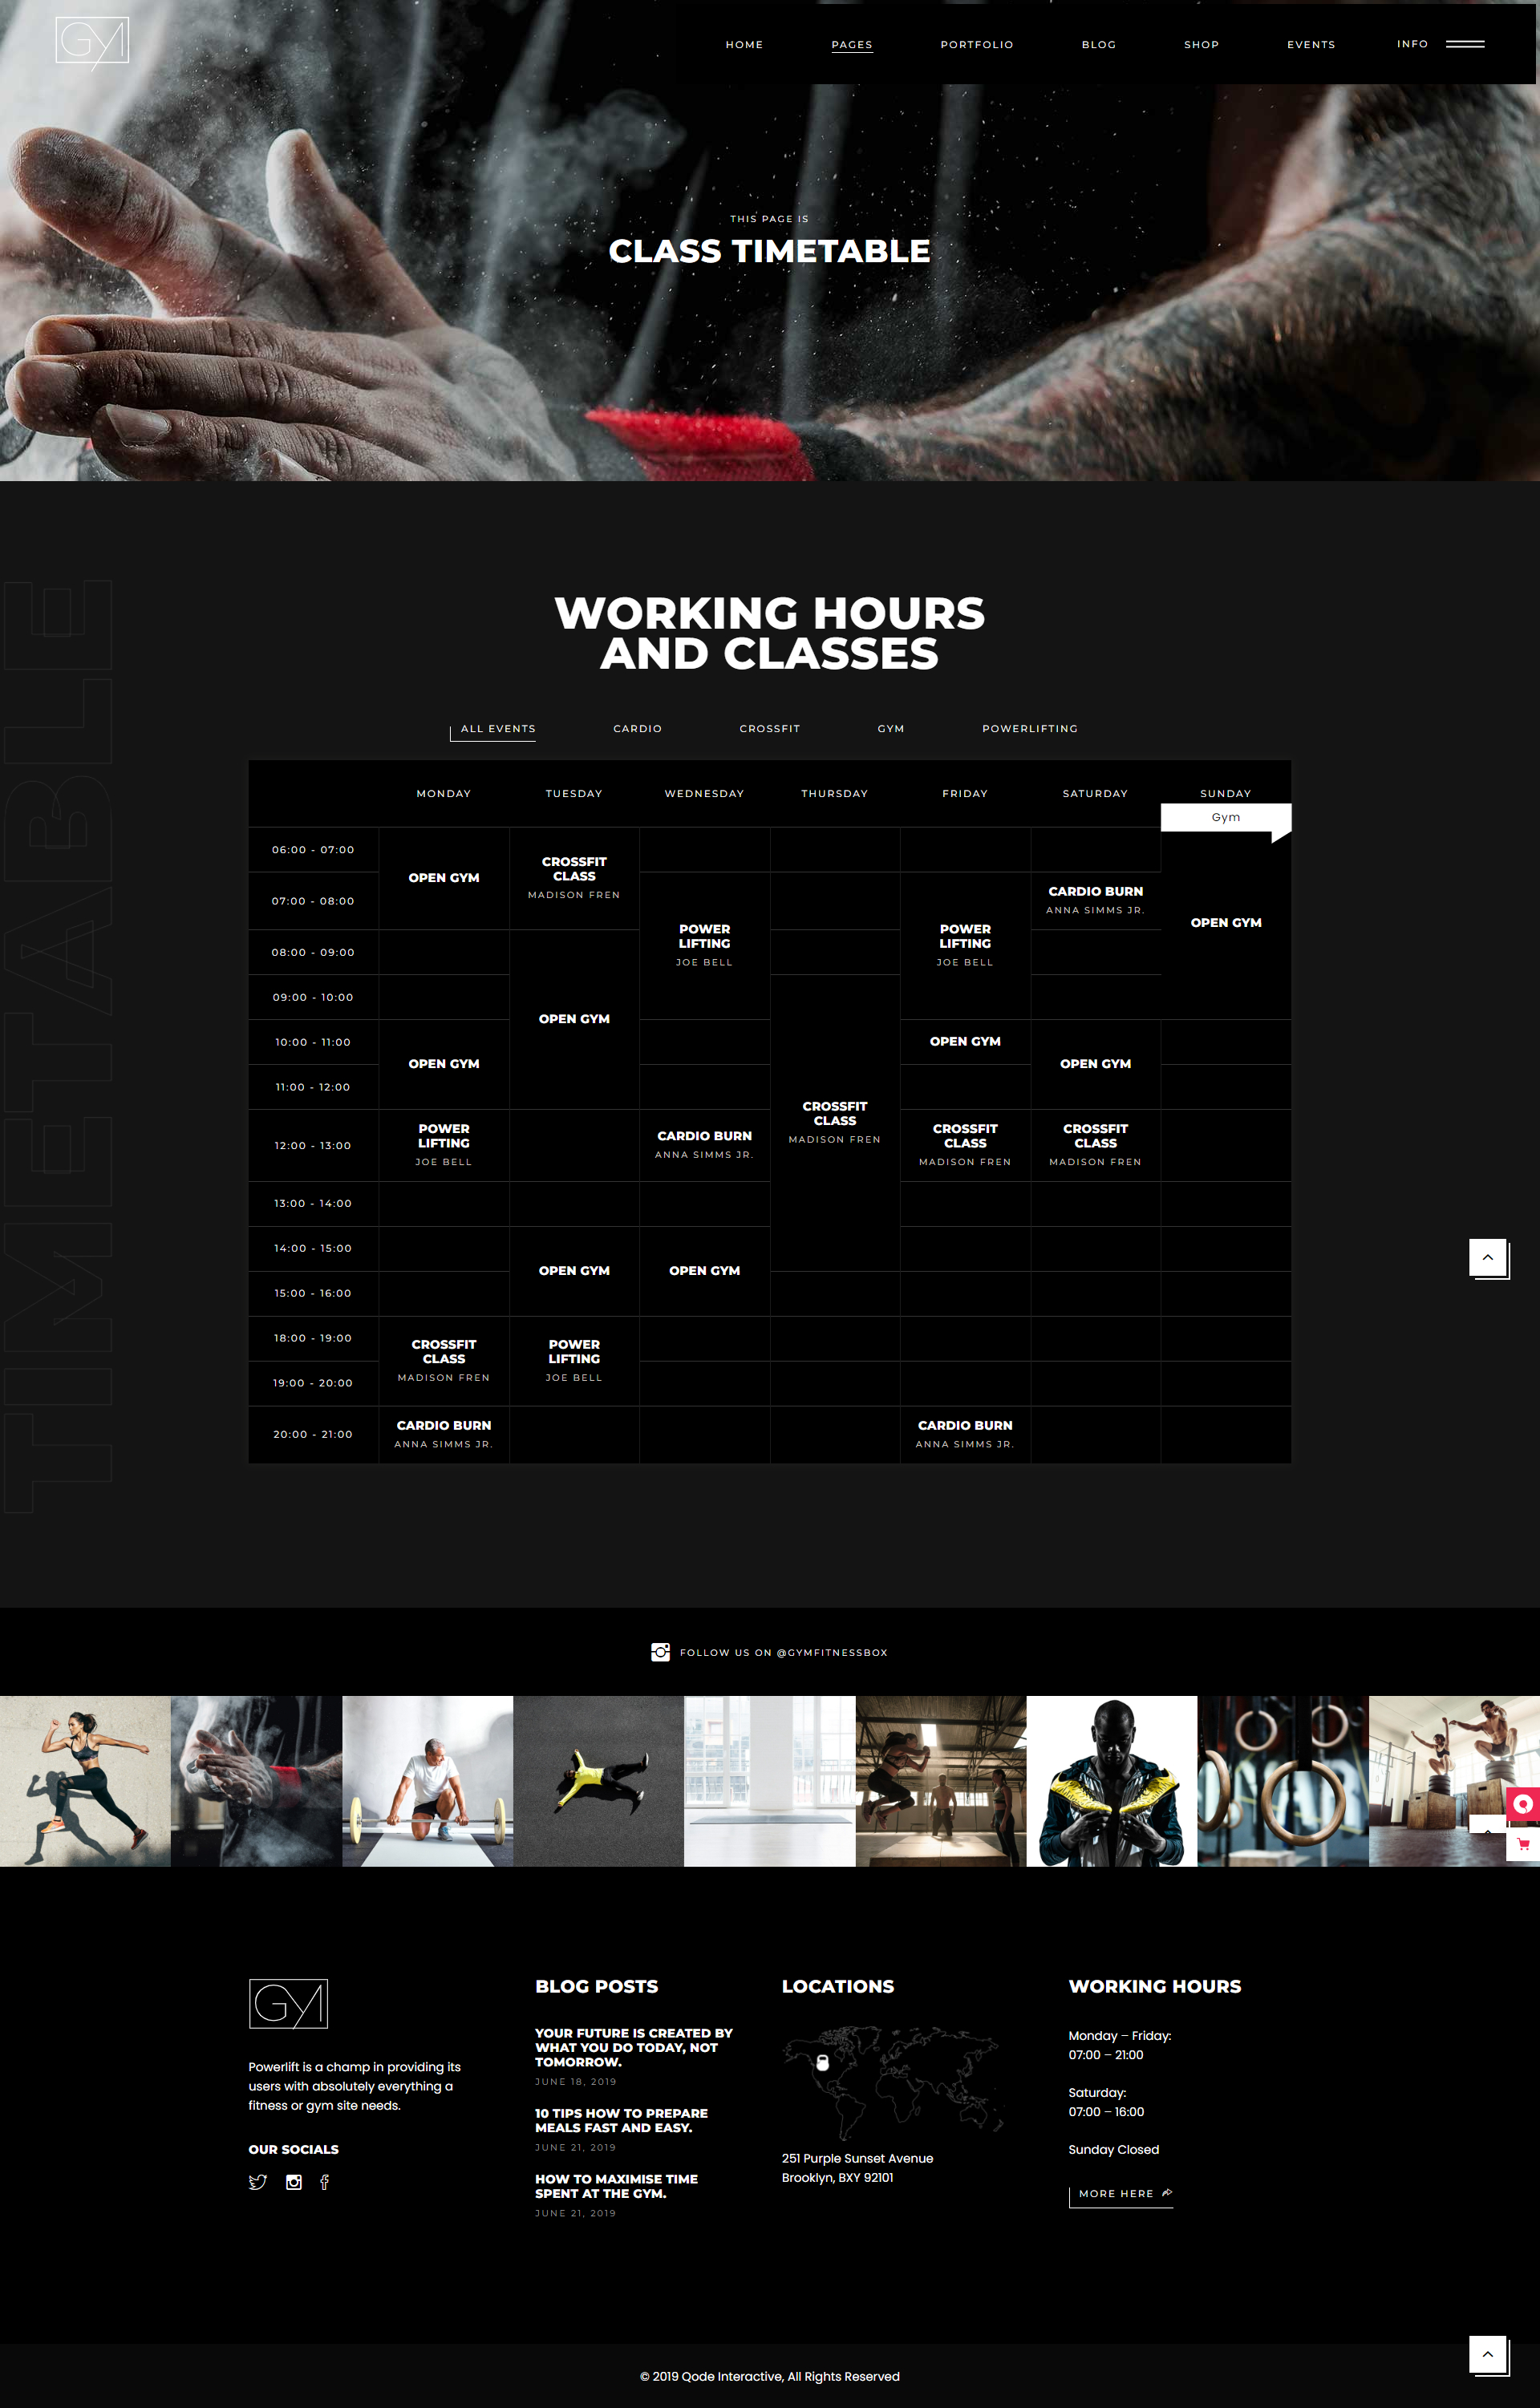 GYM
HOME PAGES PORTFOLIO BLOG SHOP EVENTS INFO
THIS PAGE IS
CLASS TIMETABLE
TIMETABLE
WORKING HOURS
AND CLASSES
ALL EVENTS CARDIO CROSSFIT GYM POWERLIFTING
MONDAY TUESDAY WEDNESDAY THURSDAY FRIDAY SATURDAY SUNDAY
Gym
06:00 - 07:00
OPEN GYM
CROSSFIT
CLASS
MADISON FREN
07:00 - 08:00
POWER
LIFTING
JOE BELL
POWER
LIFTING
JOE BELL
CARDIO BURN
ANNA SIMMS JR.
OPEN GYM
08:00 - 09:00
OPEN GYM
09:00 - 10:00
CROSSFIT
CLASS
MADISON FREN
10:00 - 11:00
OPEN GYM
OPEN GYM
OPEN GYM
11:00 - 12:00
12:00 - 13:00
POWER
LIFTING
JOE BELL
CARDIO BURN
ANNA SIMMS JR.
CROSSFIT
CLASS
MADISON FREN
CROSSFIT
CLASS
MADISON FREN
13:00 - 14:00
14:00 - 15:00
OPEN GYM
OPEN GYM
15:00 - 16:00
18:00 - 19:00
CROSSFIT
CLASS
MADISON FREN
POWER
LIFTING
JOE BELL
19:00 - 20:00
20:00 - 21:00
CARDIO BURN
ANNA SIMMS JR.
CARDIO BURN
ANNA SIMMS JR.
FOLLOW US ON @GYMFITNESSBOX
GYM
Powerlift is a champ in providing its
users with absolutely everything a
fitness or gym site needs.
OUR SOCIALS
BLOG POSTS
YOUR FUTURE IS CREATED BY
WHAT YOU DO TODAY, NOT
TOMORROW.
JUNE 18, 2019
10 TIPS HOW TO PREPARE
MEALS FAST AND EASY.
JUNE 21, 2019
HOW TO MAXIMISE TIME
SPENT AT THE GYM.
JUNE 21, 2019
LOCATIONS
251 Purple Sunset Avenue
Brooklyn, BXY 92101
WORKING HOURS
Monday – Friday:
07:00 – 21:00
Saturday:
07:00 – 16:00
Sunday Closed
MORE HERE
© 2019 Qode Interactive, All Rights Reserved